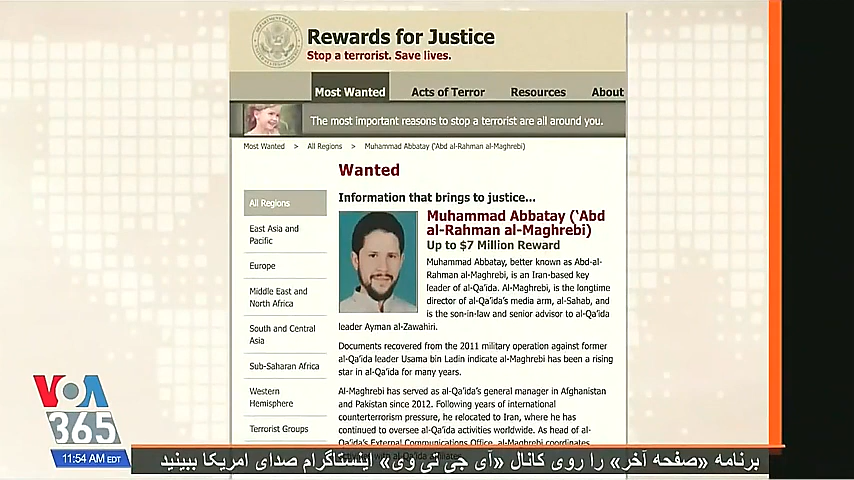 Rewards for Justice
Stop a terrorist. Save lives.
Most Wanted Acts of Terror Resources About
The most important reasons to stop a terrorist are all around you.
Most Wanted > All Regions > Muhammad Abbatay ('Abd al-Rahman al-Maghrebi)
Wanted
All Regions
East Asia and
Pacific
Europe
Middle East and
North Africa
South and Central
Asia
Sub-Saharan Africa
Western
Hemisphere
Terrorist Groups
Information that brings to justice...
Muhammad Abbatay ('Abd
al-Rahman al-Maghrebi)
Up to $7 Million Reward
Muhammad Abbatay, better known as Abd-al-
Rahman al-Maghrebi, is an Iran-based key
leader of al-Qa'ida. Al-Maghrebi, is the longtime
director of al-Qa'ida's media arm, al-Sahab, and
is the son-in-law and senior advisor to al-Qa'ida
leader Ayman al-Zawahiri.
Documents recovered from the 2011 military operation against former
al-Qa'ida leader Usama bin Ladin indicate al-Maghrebi has been a rising
star in al-Qa'ida for many years.
Al-Maghrebi has served as al-Qa'ida's general manager in Afghanistan
and Pakistan since 2012. Following years of international
counterterrorism pressure, he relocated to Iran, where he has
continued to oversee al-Qa'ida activities worldwide. As head of al-
Qa'ida's External Communications Office, al-Maghrebi coordinates
VOA
365
11:54 AM EDT
برنامه «صفحه آخر» را روی کانال «آی جی تی وی» اینستاگرام صدای امریکا ببینید